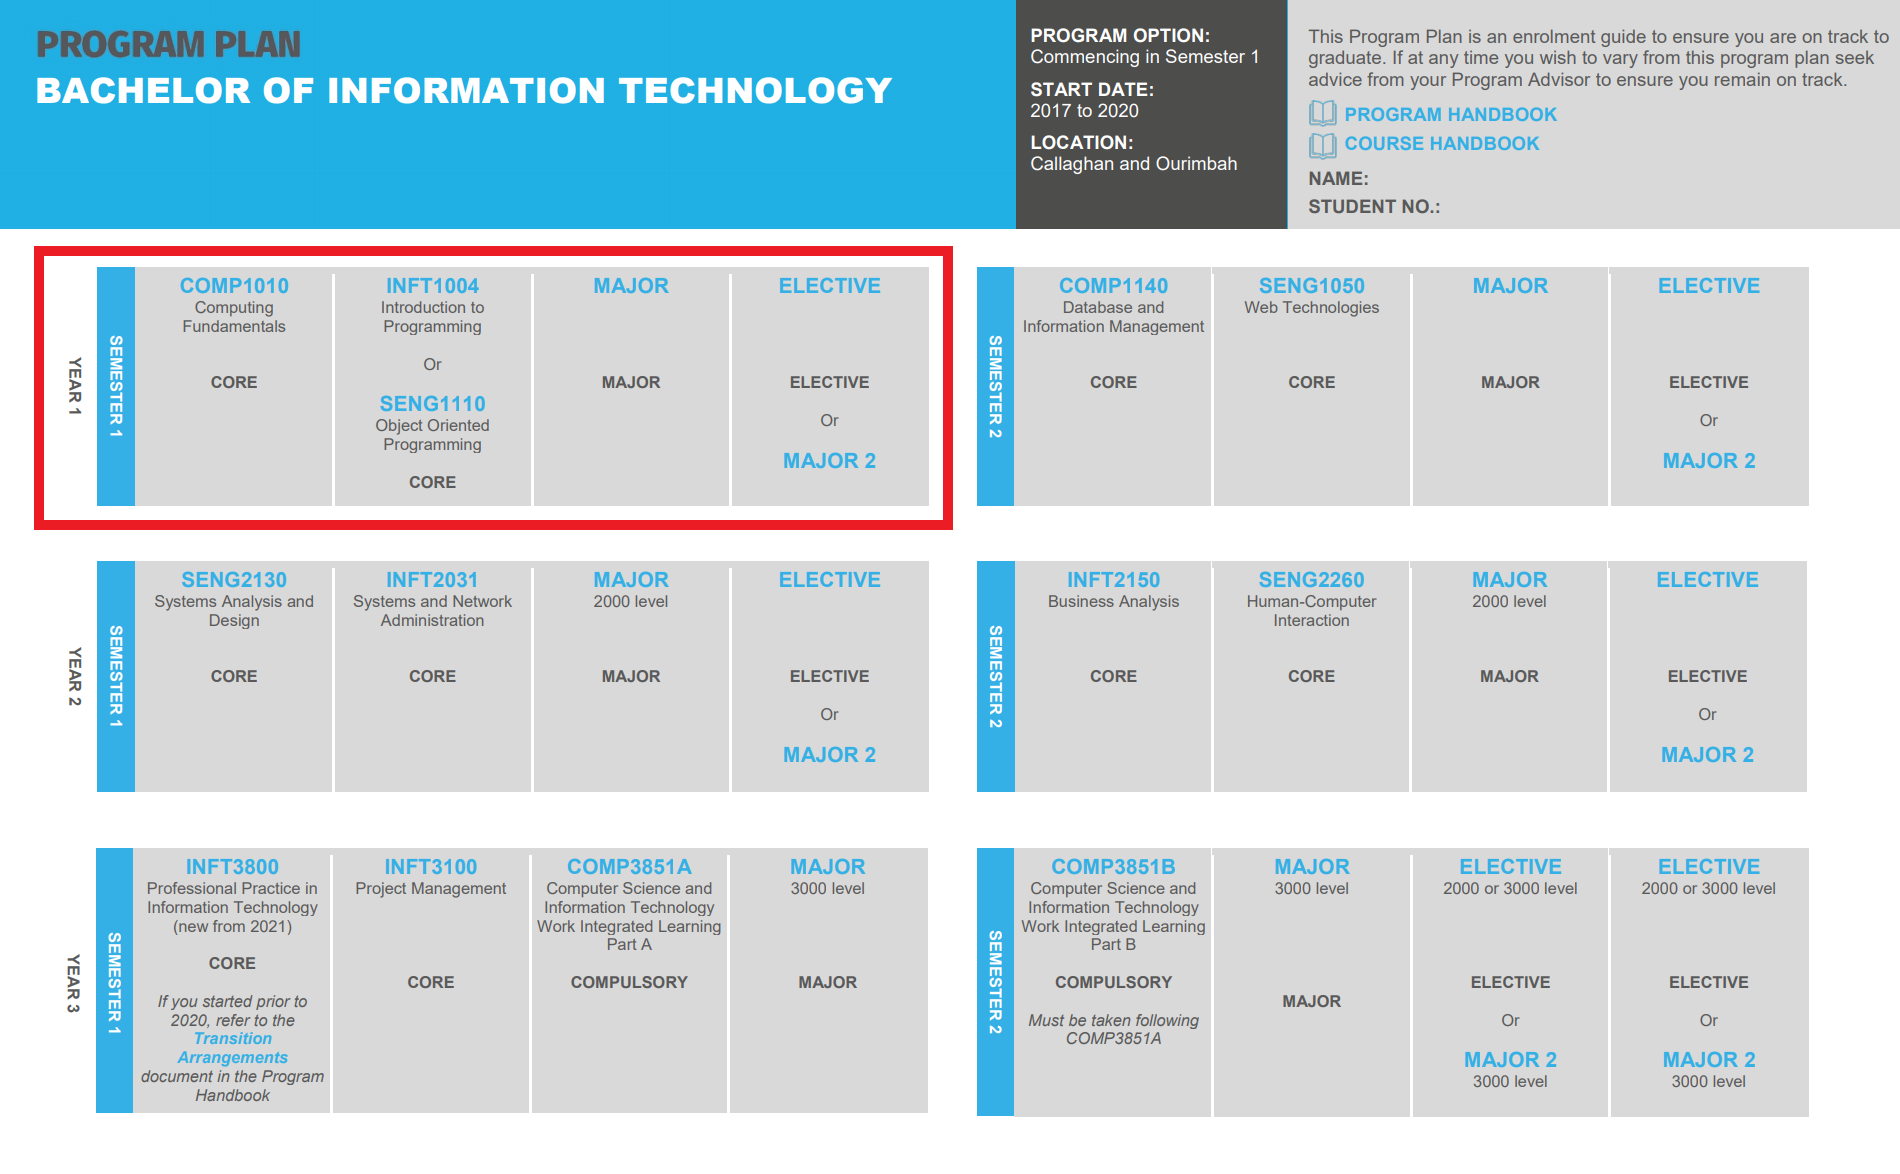 PROGRAM PLAN
BACHELOR OF INFORMATION TECHNOLOGY
PROGRAM OPTION:
Commencing in Semester 1
START DATE:
2017 to 2020
LOCATION:
Callaghan and Ourimbah
This Program Plan is an enrolment guide to ensure you are on track to
graduate. If at any time you wish to vary from this program plan seek
advice from your Program Advisor to ensure you remain on track.
PROGRAM HANDBOOK
COURSE HANDBOOK
NAME:
STUDENT NO.:
YEAR 1
SEMESTER 1
COMP1010
Computing
Fundamentals
CORE
INFT1004
Introduction to
Programming
Or
SENG1110
Object Oriented
Programming
CORE
MAJOR
MAJOR
ELECTIVE
ELECTIVE
Or
MAJOR 2
SEMESTER 2
COMP1140
Database and
Information Management
CORE
SENG1050
Web Technologies
CORE
MAJOR
MAJOR
ELECTIVE
ELECTIVE
Or
MAJOR 2
YEAR 2
SEMESTER 1
SENG2130
Systems Analysis and
Design
CORE
INFT2031
Systems and Network
Administration
CORE
MAJOR
2000 level
MAJOR
ELECTIVE
ELECTIVE
Or
MAJOR 2
SEMESTER 2
INFT2150
Business Analysis
CORE
SENG2260
Human-Computer
Interaction
CORE
MAJOR
2000 level
MAJOR
ELECTIVE
ELECTIVE
Or
MAJOR 2
YEAR 3
SEMESTER 1
INFT3800
Professional Practice in
Information Technology
(new from 2021)
CORE
If you started prior to
2020, refer to the
Transition
Arrangements
document in the Program
Handbook
INFT3100
Project Management
CORE
COMP3851A
Computer Science and
Information Technology
Work Integrated Learning
Part A
COMPULSORY
MAJOR
3000 level
MAJOR
SEMESTER 2
COMP3851B
Computer Science and
Information Technology
Work Integrated Learning
Part B
COMPULSORY
Must be taken following
COMP3851A
MAJOR
3000 level
MAJOR
ELECTIVE
2000 or 3000 level
ELECTIVE
Or
MAJOR 2
3000 level
ELECTIVE
2000 or 3000 level
ELECTIVE
Or
MAJOR 2
3000 level